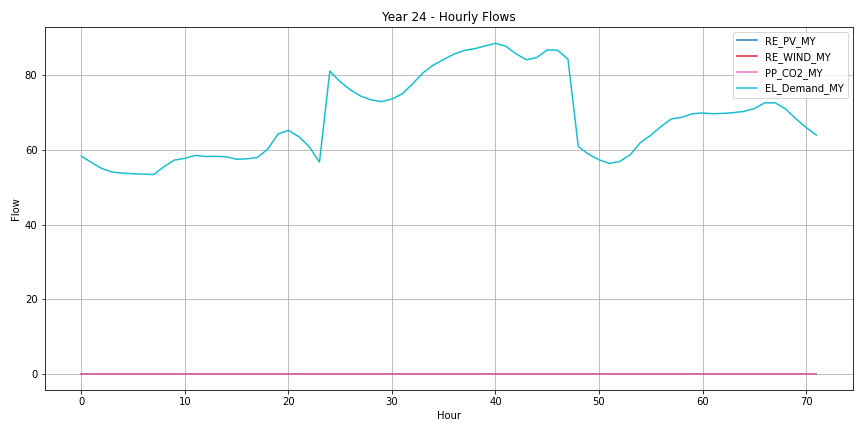 Year 24 - Hourly Flows
RE_PV_MY
RE_WIND_MY
PP_CO2_MY
EL_Demand_MY
80
60
40
20
0
Flow
0 10 20 30 40 50 60 70
Hour